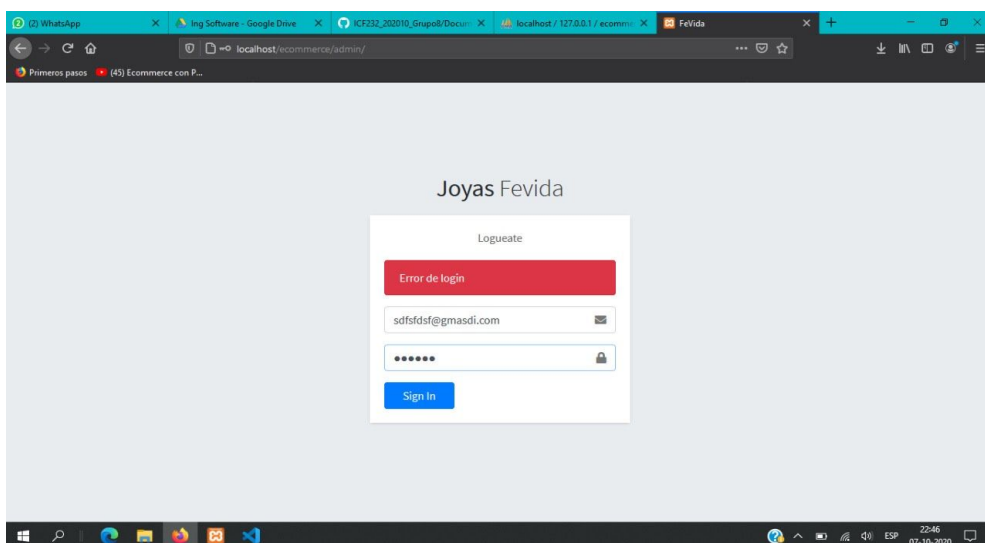 (2) WhatsApp
Ing Software - Google Drive
ICF232_202010_Grupo8/Docum
localhost / 127.0.0.1 / ecomme
FeVida
localhost/ecommerce/admin/
Primeros pasos
(45) Ecommerce con P...
Joyas Fevida
Logueate
Error de login
sdfsfdsf@gmasdi.com
Sign In
ESP
22:46
07-10-2020